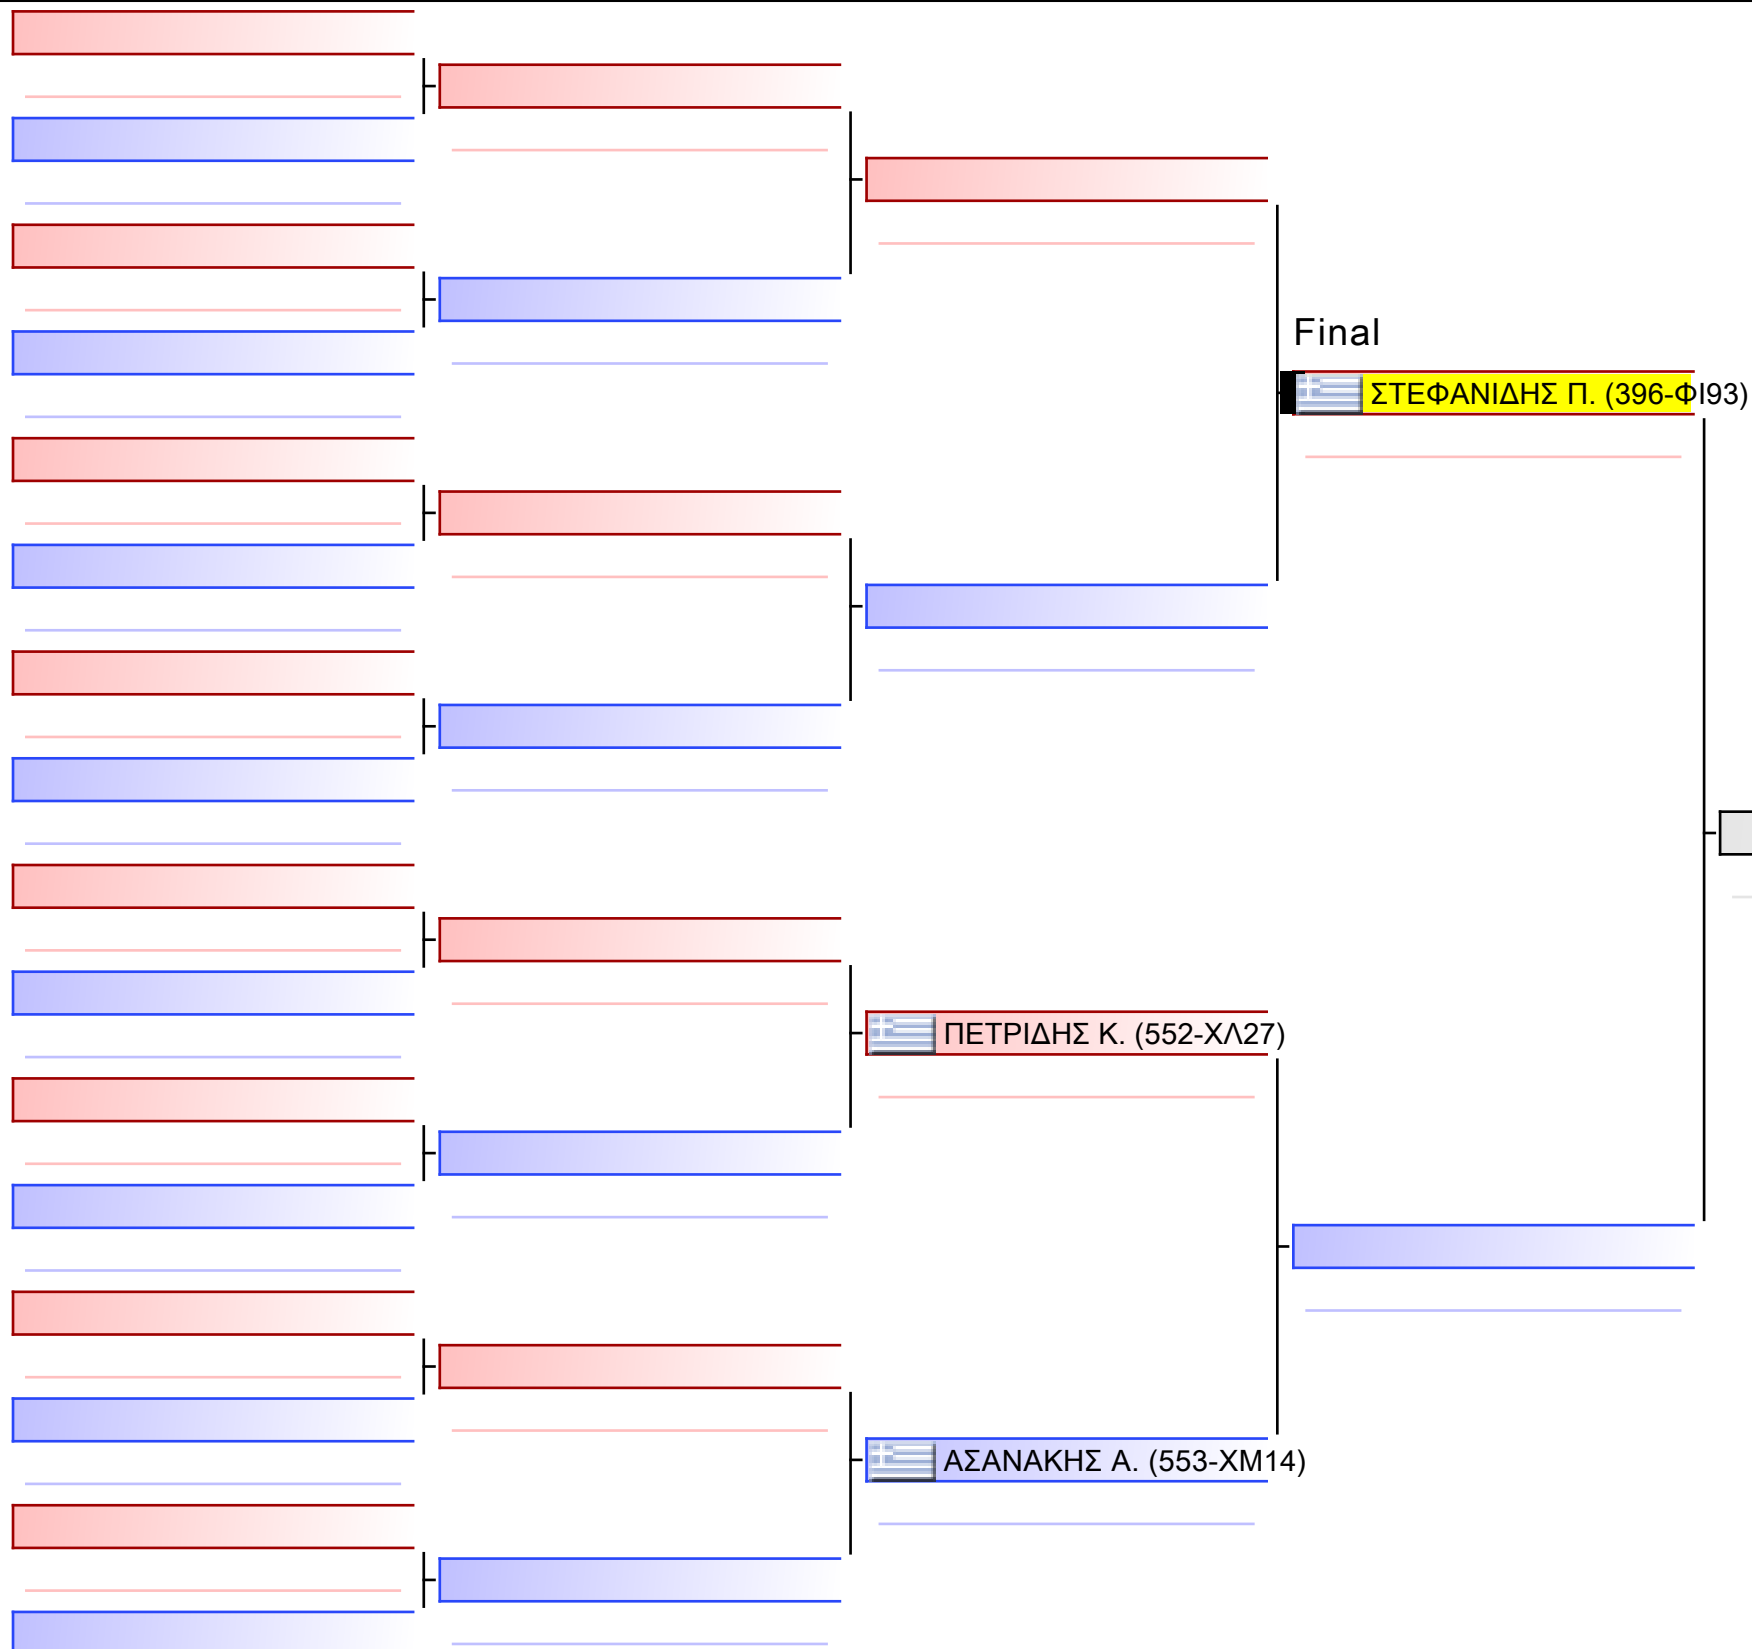 Final
ΣΤΕΦΑΝΙΔΗΣ Π. (396-ΦΙ93)
ΠΕΤΡΙΔΗΣ Κ. (552-ΧΛ27)
ΑΣΑΝΑΚΗΣ Α. (553-ΧΜ14)